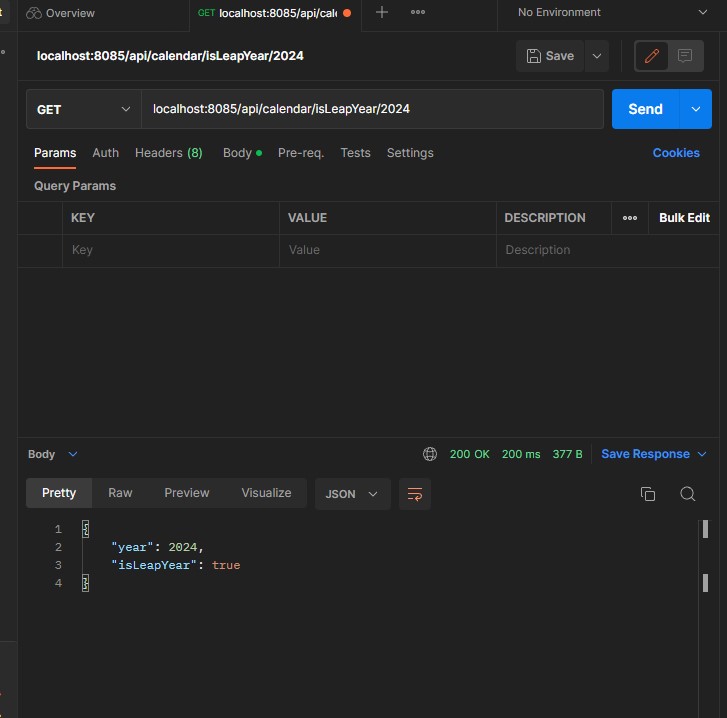 Overview GET localhost:8085/api/cal No Environment
localhost:8085/api/calendar/isLeapYear/2024 Save
GET localhost:8085/api/calendar/isLeapYear/2024 Send
Params Auth Headers (8) Body Pre-req. Tests Settings Cookies
Query Params
KEY VALUE DESCRIPTION ••• Bulk Edit
Key Value Description
Body 200 OK 200 ms 377 B Save Response
Pretty Raw Preview Visualize JSON
1 {
2 "year": 2024,
3 "isLeapYear": true
4 }